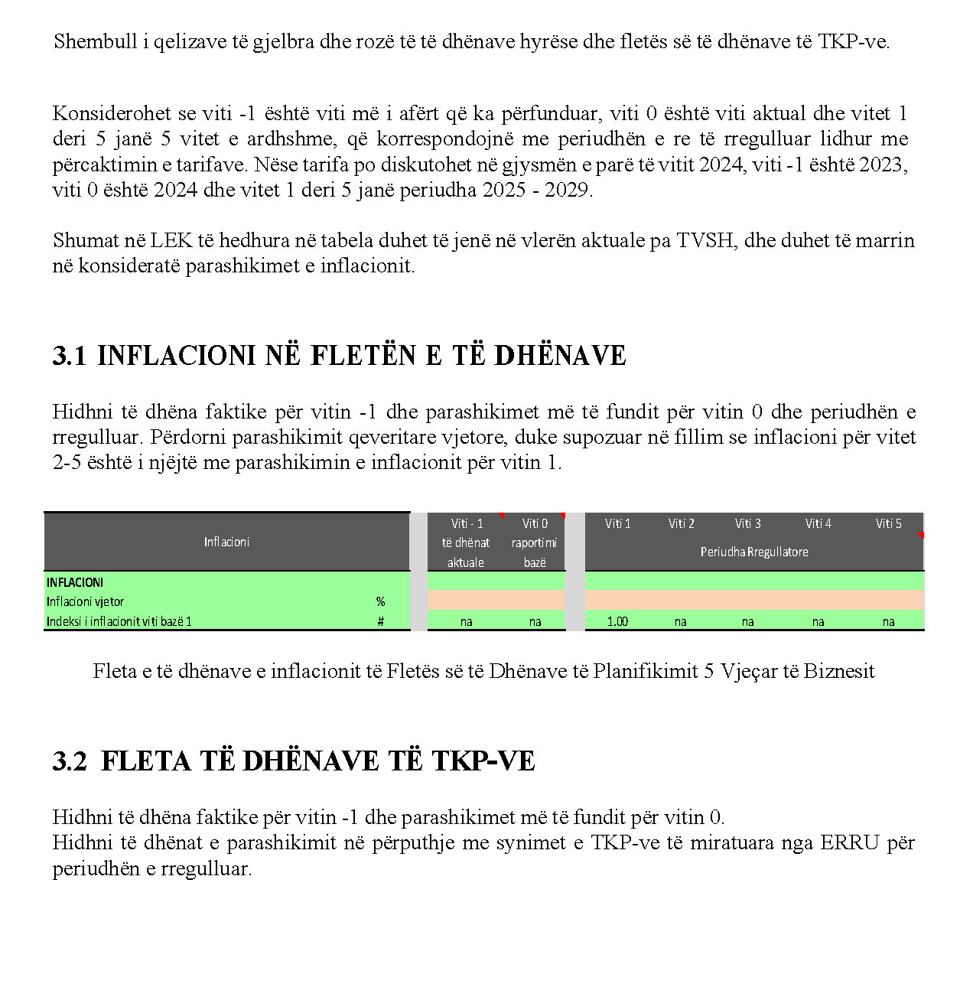 Shembull i qelizave të gjelbra dhe rozë të të dhënave hyrëse dhe fletës së të dhënave të TKP-ve.
Konsiderohet se viti -1 është viti më i afërt që ka përfunduar, viti 0 është viti aktual dhe vitet 1
deri 5 janë 5 vitet e ardhshme, që korrespondojnë me periudhën e re të rregulluar lidhur me
përcaktimin e tarifave. Nëse tarifa po diskutohet në gjysmën e parë të vitit 2024, viti -1 është 2023,
viti 0 është 2024 dhe vitet 1 deri 5 janë periudha 2025 - 2029.
Shumat në LEK të hedhura në tabela duhet të jenë në vlerën aktuale pa TVSH, dhe duhet të marrin
në konsideratë parashikimet e inflacionit.
3.1 INFLACIONI NË FLETËN E TË DHËNAVE
Hidhni të dhëna faktike për vitin -1 dhe parashikimet më të fundit për vitin 0 dhe periudhën e
rregulluar. Përdorni parashikimit qeveritare vjetore, duke supozuar në fillim se inflacioni për vitet
2-5 është i njëjtë me parashikimin e inflacionit për vitin 1.
Viti - 1 Viti 0 Viti 1 Viti 2 Viti 3 Viti 4 Viti 5
Inflacioni të dhënat raportimi Periudha Rregullatore
aktuale bazë
INFLACIONI
Inflacioni vjetor %
Indeksi i inflacionit viti bazë 1 # na na 1.00 na na na na
Fleta e të dhënave e inflacionit të Fletës së të Dhënave të Planifikimit 5 Vjeçar të Biznesit
3.2 FLETA TË DHËNAVE TË TKP-VE
Hidhni të dhëna faktike për vitin -1 dhe parashikimet më të fundit për vitin 0.
Hidhni të dhënat e parashikimit në përputhje me synimet e TKP-ve të miratuara nga ERRU për
periudhën e rregulluar.